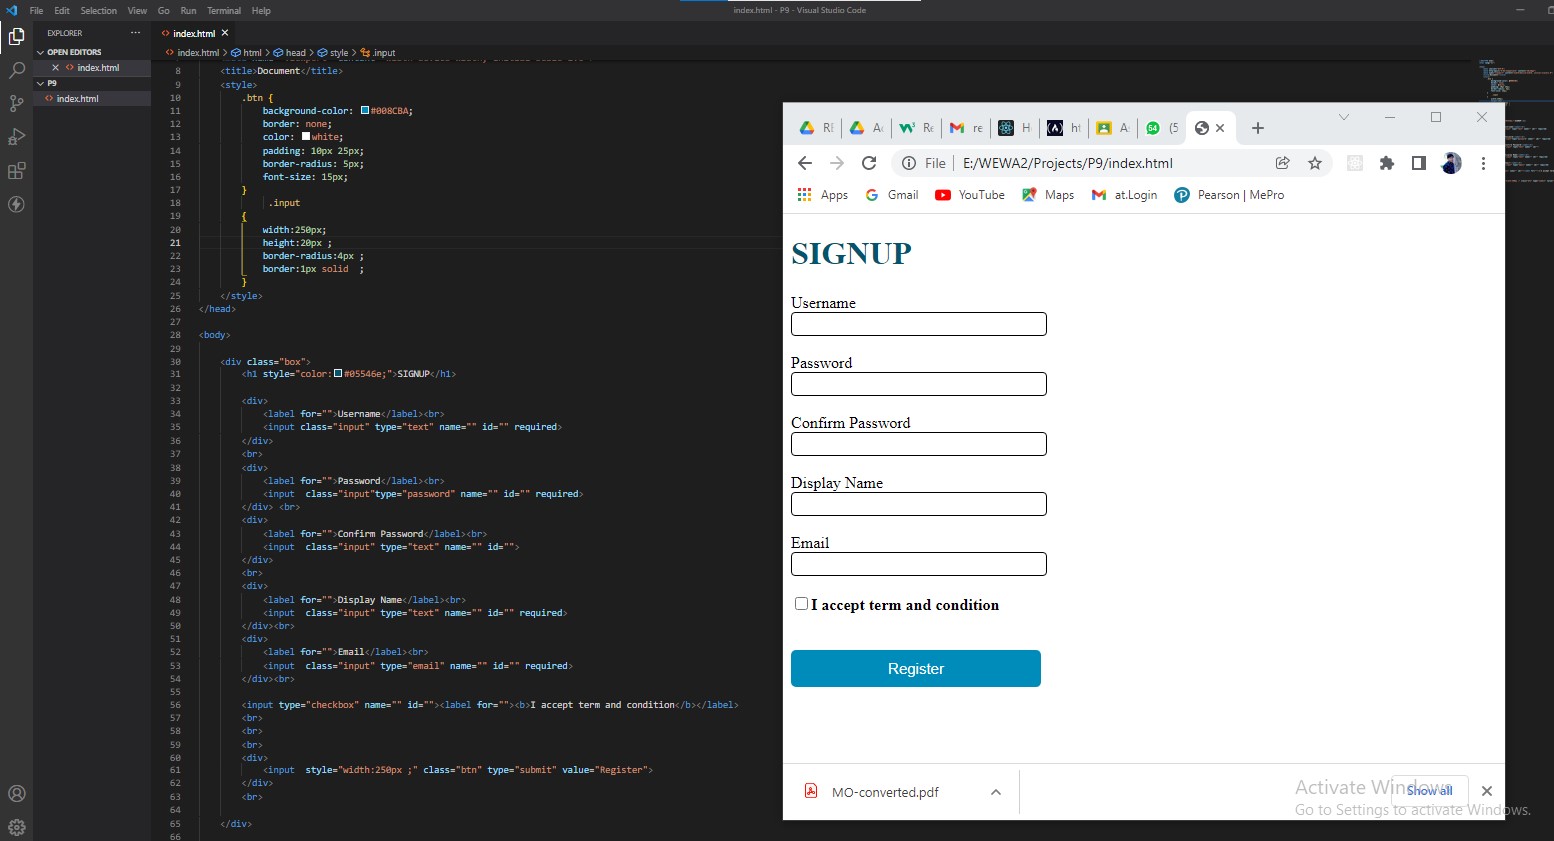 File Edit Selection View Go Run Terminal Help
index.html - P9 - Visual Studio Code
EXPLORER
OPEN EDITORS
index.html
P9
index.html
index.html
index.html > html > head > style > .input
8 <title>Document</title>
9 <style>
10 .btn {
11 background-color: #008CBA;
12 border: none;
13 color: white;
14 padding: 10px 25px;
15 border-radius: 5px;
16 font-size: 15px;
17 }
18 .input
19 {
20 width:250px;
21 height:20px ;
22 border-radius:4px ;
23 border:1px solid ;
24 }
25 </style>
26 </head>
27
28 <body>
29
30 <div class="box">
31 <h1 style="color: #05546e;">SIGNUP</h1>
32
33 <div>
34 <label for="">Username</label><br>
35 <input class="input" type="text" name="" id="" required>
36 </div>
37 <br>
38 <div>
39 <label for="">Password</label><br>
40 <input class="input"type="password" name="" id="" required>
41 </div> <br>
42 <div>
43 <label for="">Confirm Password</label><br>
44 <input class="input" type="text" name="" id="">
45 </div>
46 <br>
47 <div>
48 <label for="">Display Name</label><br>
49 <input class="input" type="text" name="" id="" required>
50 </div><br>
51 <div>
52 <label for="">Email</label><br>
53 <input class="input" type="email" name="" id="" required>
54 </div><br>
55
56 <input type="checkbox" name="" id=""><label for=""><b>I accept term and condition</b></label>
57 <br>
58 <br>
59 <br>
60 <div>
61 <input style="width:250px ;" class="btn" type="submit" value="Register">
62 </div>
63 <br>
64
65 </div>
66
File E:/WEWA2/Projects/P9/index.html
Apps Gmail YouTube Maps at.Login Pearson | MePro
SIGNUP
Username
Password
Confirm Password
Display Name
Email
I accept term and condition
Register
MO-converted.pdf
Show all
Activate Windows
Go to Settings to activate Windows.